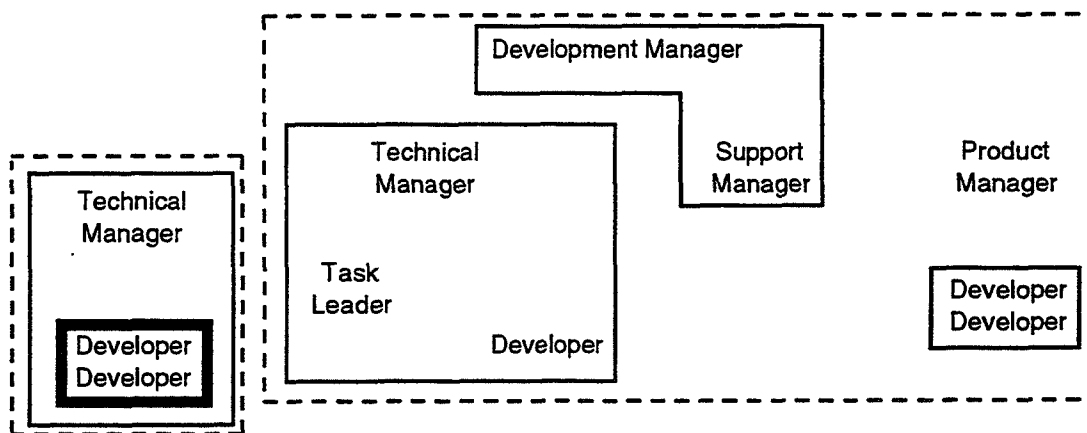 Development Manager
Technical
Manager
Support
Manager
Product
Manager
Technical
Manager
Task
Leader
Developer
Developer
Developer
Developer
Developer